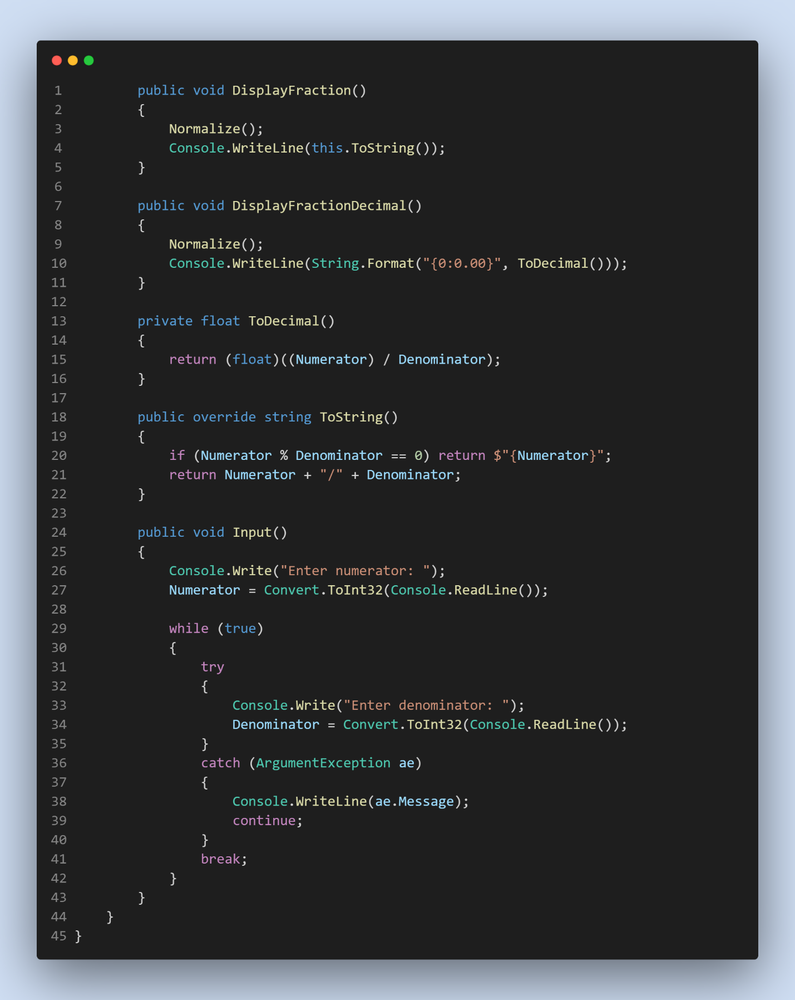 1        public void DisplayFraction()
2        {
3            Normalize();
4            Console.WriteLine(this.ToString());
5        }
6
7        public void DisplayFractionDecimal()
8        {
9            Normalize();
10            Console.WriteLine(String.Format("{0:0.00}", ToDecimal()));
11        }
12
13        private float ToDecimal()
14        {
15            return (float)((Numerator) / Denominator);
16        }
17
18        public override string ToString()
19        {
20            if (Numerator % Denominator == 0) return $"{Numerator}";
21            return Numerator + "/" + Denominator;
22        }
23
24        public void Input()
25        {
26            Console.Write("Enter numerator: ");
27            Numerator = Convert.ToInt32(Console.ReadLine());
28
29            while (true)
30            {
31                try
32                {
33                    Console.Write("Enter denominator: ");
34                    Denominator = Convert.ToInt32(Console.ReadLine());
35                }
36                catch (ArgumentException ae)
37                {
38                    Console.WriteLine(ae.Message);
39                    continue;
40                }
41                break;
42            }
43        }
44    }
45 }